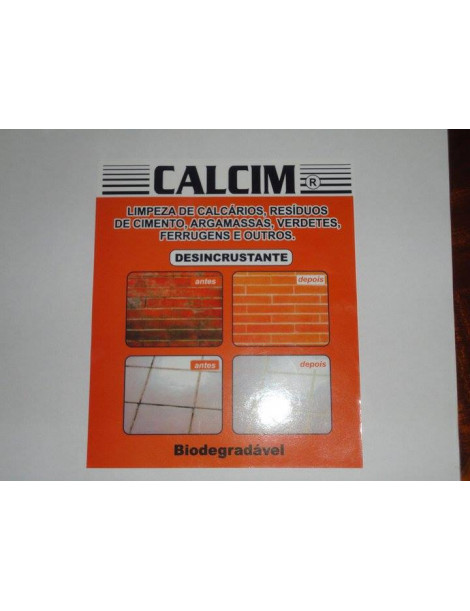 CALCIM ®
LIMPEZA DE CALCÁRIOS, RESÍDUOS
DE CIMENTO, ARGAMASSAS, VERDETES,
FERRUGENS E OUTROS.
DESINCRUSTANTE
antes
depois
antes
depois
Biodegradável